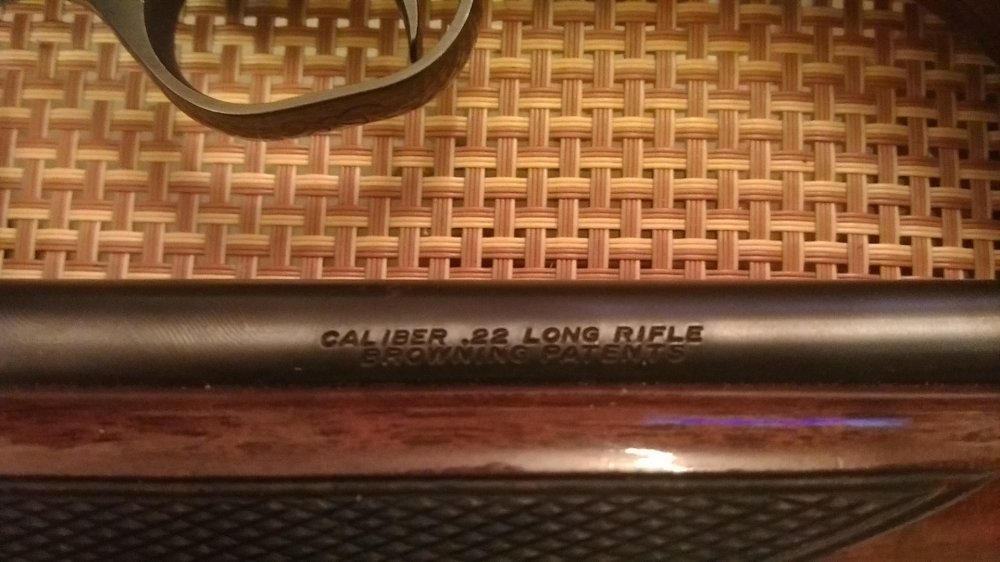 CALIBER .22 LONG RIFLE
BROWNING PATENTS